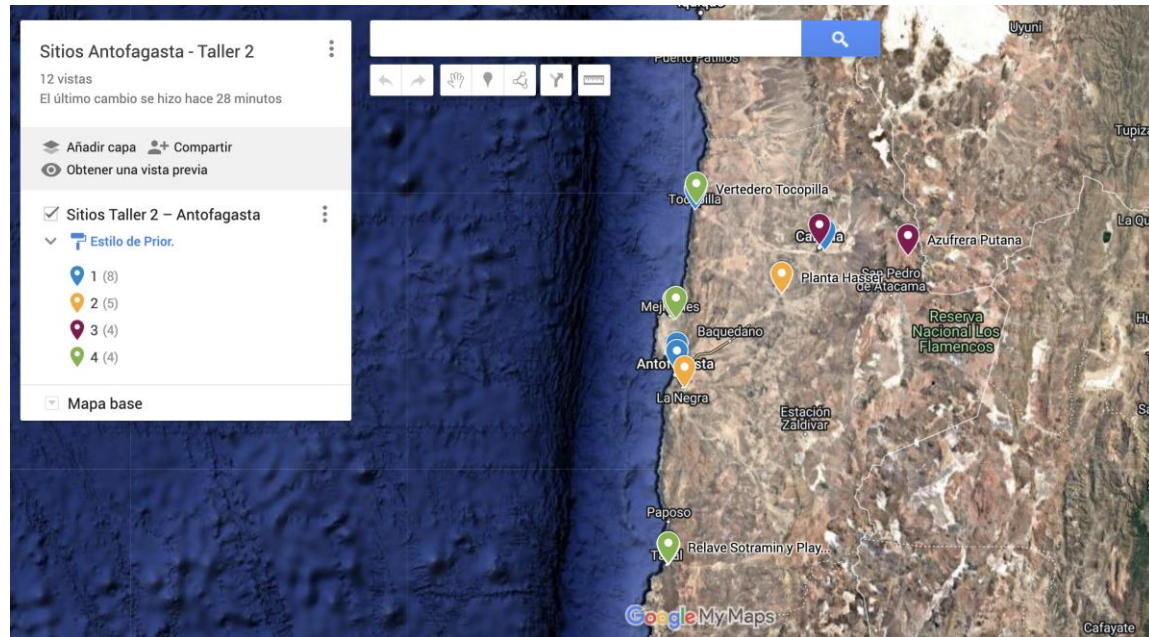 Sitios Antofagasta - Taller 2
12 vistas
El último cambio se hizo hace 28 minutos
Añadir capa Compartir
Obtener una vista previa
Sitios Taller 2 – Antofagasta
Estilo de Prior.
1 (8)
2 (5)
3 (4)
4 (4)
Mapa base
Uyuni
Puerto Patillos
Vertedero Tocopilla
Azufrera Putana
Planta Hassel
San Pedro
de Atacama
Reserva
Nacional Los
Flamencos
Baquedano
La Negra
Estación
Zaldivar
Paposo
Relave Sotramin y Play...
Google My Maps
Cafayate